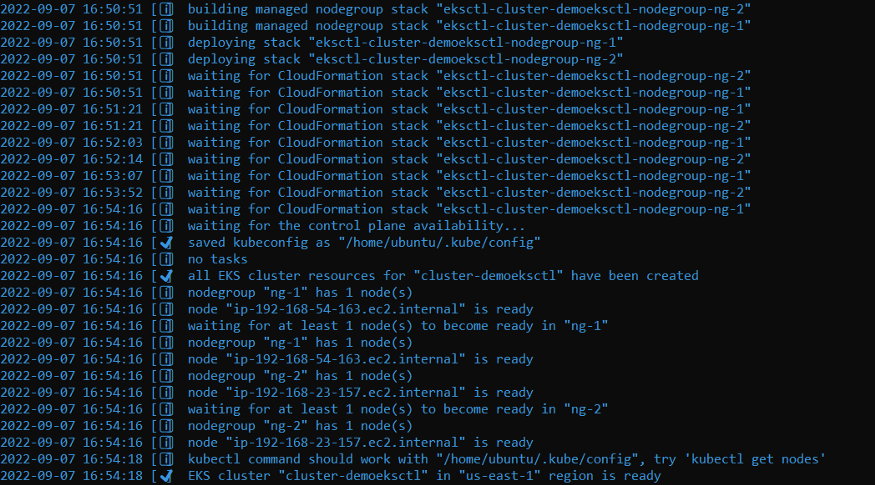 2022-09-07 16:50:51 [ℹ]  building managed nodegroup stack "eksctl-cluster-demoeksctl-nodegroup-ng-2"
2022-09-07 16:50:51 [ℹ]  building managed nodegroup stack "eksctl-cluster-demoeksctl-nodegroup-ng-1"
2022-09-07 16:50:51 [ℹ]  deploying stack "eksctl-cluster-demoeksctl-nodegroup-ng-1"
2022-09-07 16:50:51 [ℹ]  deploying stack "eksctl-cluster-demoeksctl-nodegroup-ng-2"
2022-09-07 16:50:51 [ℹ]  waiting for CloudFormation stack "eksctl-cluster-demoeksctl-nodegroup-ng-2"
2022-09-07 16:50:51 [ℹ]  waiting for CloudFormation stack "eksctl-cluster-demoeksctl-nodegroup-ng-1"
2022-09-07 16:51:21 [ℹ]  waiting for CloudFormation stack "eksctl-cluster-demoeksctl-nodegroup-ng-1"
2022-09-07 16:51:21 [ℹ]  waiting for CloudFormation stack "eksctl-cluster-demoeksctl-nodegroup-ng-2"
2022-09-07 16:52:03 [ℹ]  waiting for CloudFormation stack "eksctl-cluster-demoeksctl-nodegroup-ng-1"
2022-09-07 16:52:14 [ℹ]  waiting for CloudFormation stack "eksctl-cluster-demoeksctl-nodegroup-ng-2"
2022-09-07 16:53:07 [ℹ]  waiting for CloudFormation stack "eksctl-cluster-demoeksctl-nodegroup-ng-1"
2022-09-07 16:53:52 [ℹ]  waiting for CloudFormation stack "eksctl-cluster-demoeksctl-nodegroup-ng-2"
2022-09-07 16:54:16 [ℹ]  waiting for CloudFormation stack "eksctl-cluster-demoeksctl-nodegroup-ng-1"
2022-09-07 16:54:16 [ℹ]  waiting for the control plane availability...
2022-09-07 16:54:16 [✔]  saved kubeconfig as "/home/ubuntu/.kube/config"
2022-09-07 16:54:16 [ℹ]  no tasks
2022-09-07 16:54:16 [✔]  all EKS cluster resources for "cluster-demoeksctl" have been created
2022-09-07 16:54:16 [ℹ]  nodegroup "ng-1" has 1 node(s)
2022-09-07 16:54:16 [ℹ]  node "ip-192-168-54-163.ec2.internal" is ready
2022-09-07 16:54:16 [ℹ]  waiting for at least 1 node(s) to become ready in "ng-1"
2022-09-07 16:54:16 [ℹ]  nodegroup "ng-1" has 1 node(s)
2022-09-07 16:54:16 [ℹ]  node "ip-192-168-54-163.ec2.internal" is ready
2022-09-07 16:54:16 [ℹ]  nodegroup "ng-2" has 1 node(s)
2022-09-07 16:54:16 [ℹ]  node "ip-192-168-23-157.ec2.internal" is ready
2022-09-07 16:54:16 [ℹ]  waiting for at least 1 node(s) to become ready in "ng-2"
2022-09-07 16:54:16 [ℹ]  nodegroup "ng-2" has 1 node(s)
2022-09-07 16:54:16 [ℹ]  node "ip-192-168-23-157.ec2.internal" is ready
2022-09-07 16:54:18 [ℹ]  kubectl command should work with "/home/ubuntu/.kube/config", try 'kubectl get nodes'
2022-09-07 16:54:18 [✔]  EKS cluster "cluster-demoeksctl" in "us-east-1" region is ready